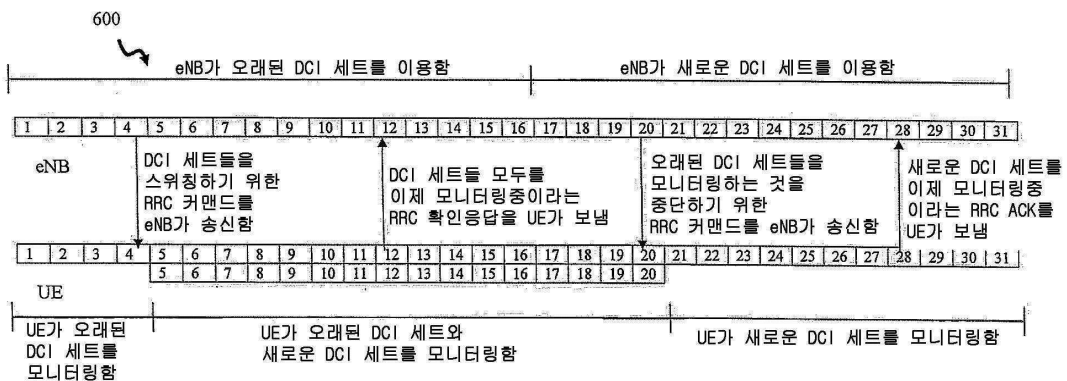 600
eNB가 오래된 DCI 세트를 이용함
eNB가 새로운 DCI 세트를 이용함
1 2 3 4 5 6 7 8 9 10 11 12 13 14 15 16 17 18 19 20 21 22 23 24 25 26 27 28 29 30 31
eNB
DCI 세트들을
스위칭하기 위한
RRC 커맨드를
eNB가 송신함
DCI 세트들 모두를
이제 모니터링중이라는
RRC 확인응답을 UE가 보냄
오래된 DCI 세트들을
모니터링하는 것을
중단하기 위한
RRC 커맨드를 eNB가 송신함
새로운 DCI 세트를
이제 모니터링중
이라는 RRC ACK를
UE가 보냄
1 2 3 4 5 6 7 8 9 10 11 12 13 14 15 16 17 18 19 20 21 22 23 24 25 26 27 28 29 30 31
5 6 7 8 9 10 11 12 13 14 15 16 17 18 19 20
UE
UE가 오래된
DCI 세트를
모니터링함
UE가 오래된 DCI 세트와
새로운 DCI 세트를 모니터링함
UE가 새로운 DCI 세트를 모니터링함